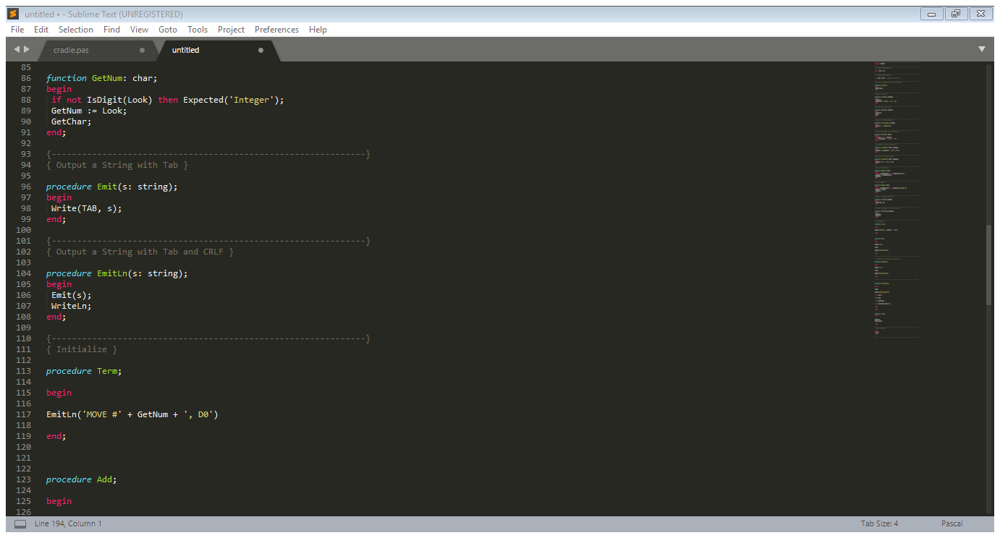 untitled • - Sublime Text (UNREGISTERED)
File Edit Selection Find View Goto Tools Project Preferences Help
cradle.pas untitled
85
86 function GetNum: char;
87 begin
88 if not IsDigit(Look) then Expected('Integer');
89 GetNum := Look;
90 GetChar;
91 end;
92
93 {--------------------------------------------------------------}
94 { Output a String with Tab }
95
96 procedure Emit(s: string);
97 begin
98 Write(TAB, s);
99 end;
100
101 {--------------------------------------------------------------}
102 { Output a String with Tab and CRLF }
103
104 procedure EmitLn(s: string);
105 begin
106 Emit(s);
107 WriteLn;
108 end;
109
110 {--------------------------------------------------------------}
111 { Initialize }
112
113 procedure Term;
114
115 begin
116
117 EmitLn('MOVE #' + GetNum + ', D0')
118
119 end;
120
121
122
123 procedure Add;
124
125 begin
126
Line 194, Column 1 Tab Size: 4 Pascal